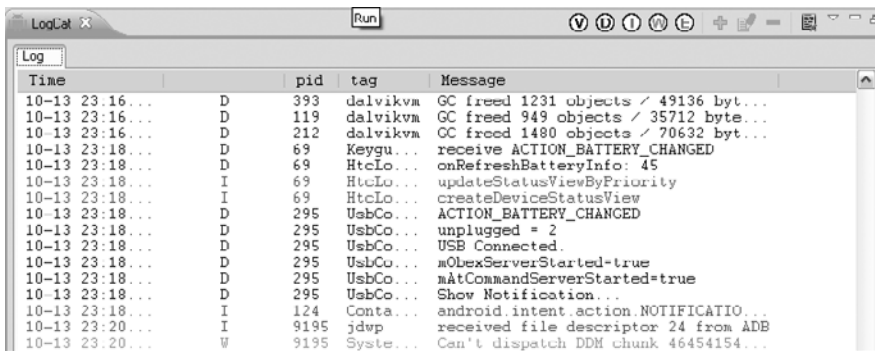 LogCat
Run
V D I W E
Log
Time pid tag Message
10-13 23:16... D 393 dalvikvm GC freed 1231 objects / 49136 byt...
10-13 23:16... D 119 dalvikvm GC freed 949 objects / 35712 byte...
10-13 23:16... D 212 dalvikvm GC freed 1480 objects / 70632 byt...
10-13 23:18... D 69 Keygu... receive ACTION_BATTERY_CHANGED
10-13 23:18... D 69 HtcLo... onRefreshBatteryInfo: 45
10-13 23:18... I 69 HtcLo... updateStatusViewByPriority
10-13 23:18... I 69 HtcLo... createDeviceStatusView
10-13 23:18... D 295 UsbCo... ACTION_BATTERY_CHANGED
10-13 23:18... D 295 UsbCo... unplugged = 2
10-13 23:18... D 295 UsbCo... USB Connected.
10-13 23:18... D 295 UsbCo... mObexServerStarted=true
10-13 23:18... D 295 UsbCo... mAtCommandServerStarted=true
10-13 23:18... D 295 UsbCo... Show Notification...
10-13 23:18... I 124 Conta... android.intent.action.NOTIFICATIO...
10-13 23:20... I 9195 jdwp received file descriptor 24 from ADB
10-13 23:20... W 9195 Syste... Can't dispatch DDM chunk 46454154...